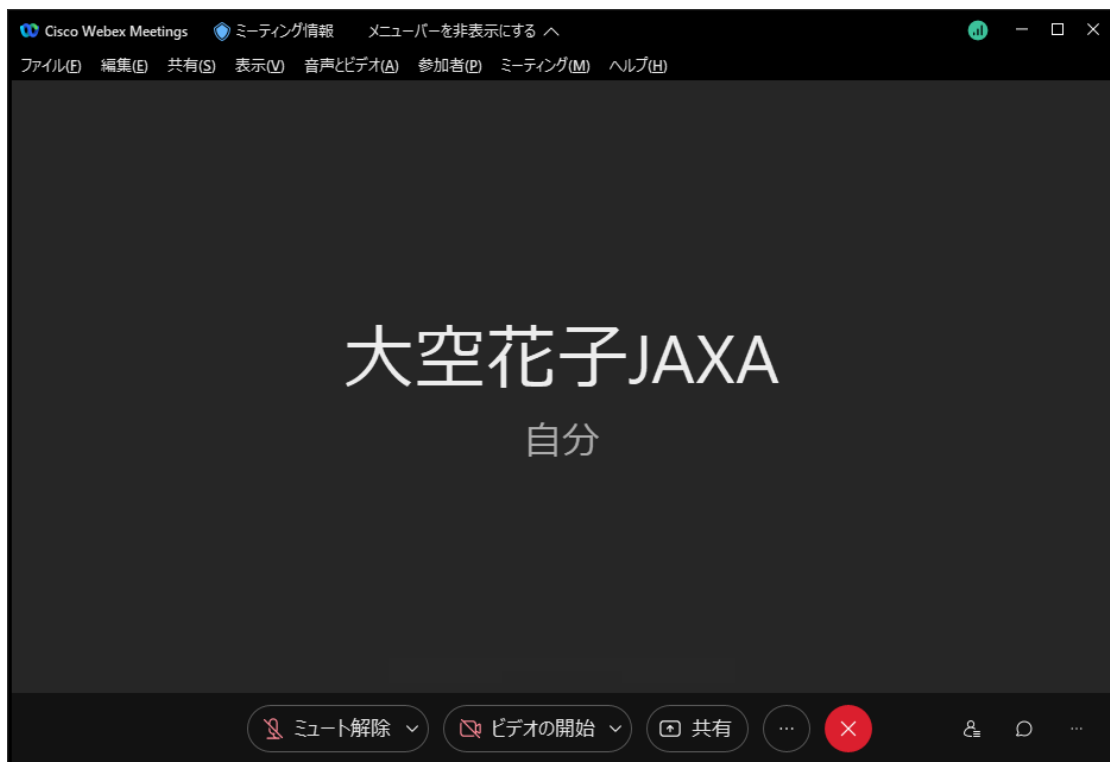 Cisco Webex Meetings ミーティング情報 メニューバーを非表示にする
ファイル(F) 編集(E) 共有(S) 表示(V) 音声とビデオ(A) 参加者(P) ミーティング(M) ヘルプ(H)
大空花子JAXA
自分
ミュート解除 ビデオの開始 共有